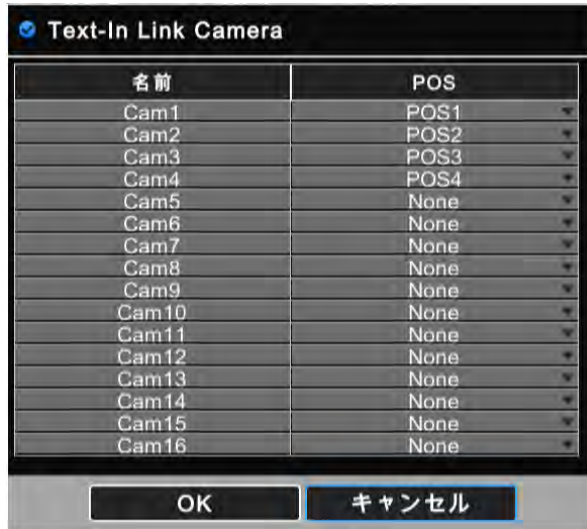 Text-In Link Camera
名前 POS
Cam1 POS1
Cam2 POS2
Cam3 POS3
Cam4 POS4
Cam5 None
Cam6 None
Cam7 None
Cam8 None
Cam9 None
Cam10 None
Cam11 None
Cam12 None
Cam13 None
Cam14 None
Cam15 None
Cam16 None
OK キャンセル